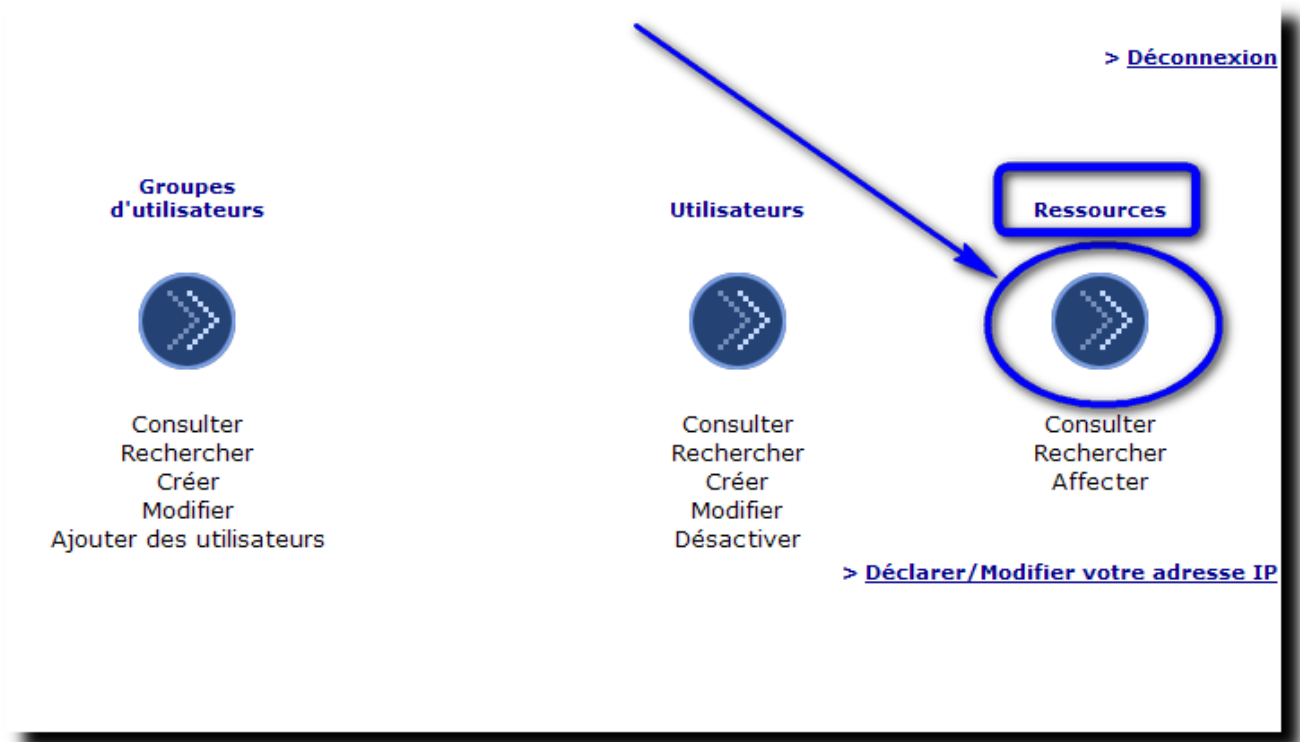 > Déconnexion
Groupes
d'utilisateurs
Utilisateurs
Ressources
Consulter
Rechercher
Créer
Modifier
Ajouter des utilisateurs
Consulter
Rechercher
Créer
Modifier
Désactiver
Consulter
Rechercher
Affecter
> Déclarer/Modifier votre adresse IP